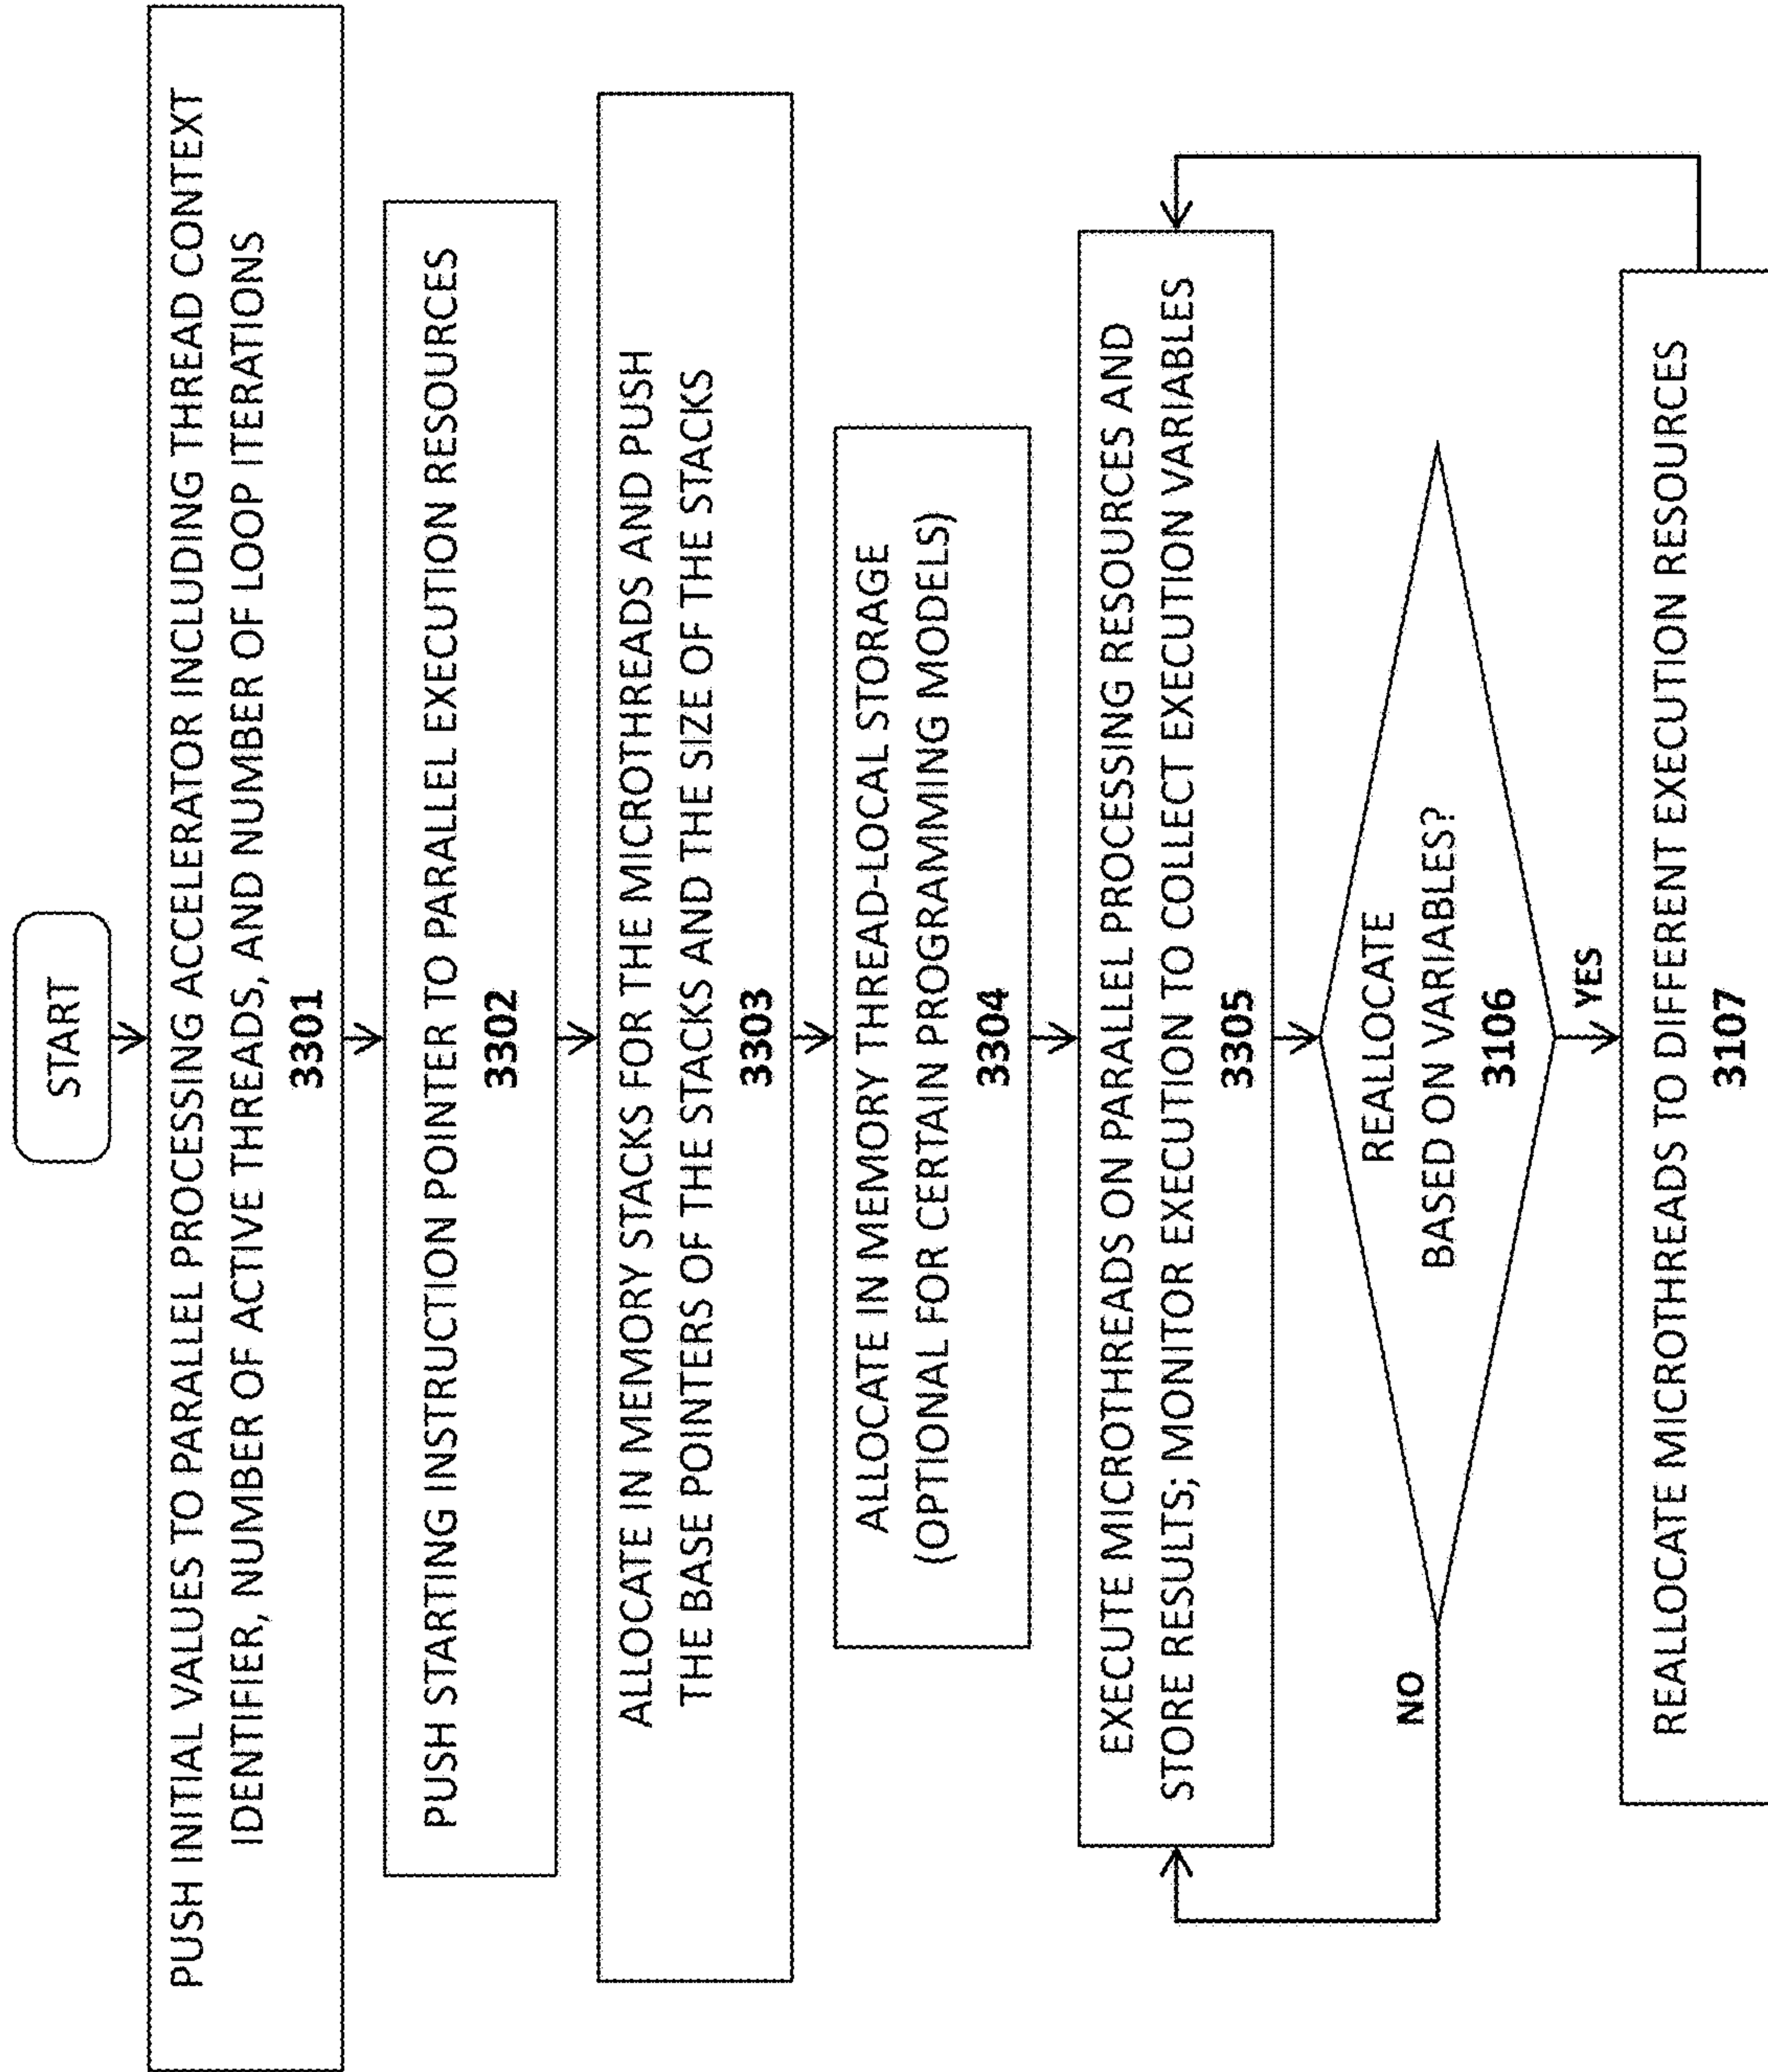 START
PUSH INITIAL VALUES TO PARALLEL PROCESSING ACCELERATOR INCLUDING THREAD CONTEXT
IDENTIFIER, NUMBER OF ACTIVE THREADS, AND NUMBER OF LOOP ITERATIONS
3301
PUSH STARTING INSTRUCTION POINTER TO PARALLEL EXECUTION RESOURCES
3302
ALLOCATE IN MEMORY STACKS FOR THE MICROTHREADS AND PUSH
THE BASE POINTERS OF THE STACKS AND THE SIZE OF THE STACKS
3303
ALLOCATE IN MEMORY THREAD-LOCAL STORAGE
(OPTIONAL FOR CERTAIN PROGRAMMING MODELS)
3304
EXECUTE MICROTHREADS ON PARALLEL PROCESSING RESOURCES AND
STORE RESULTS; MONITOR EXECUTION TO COLLECT EXECUTION VARIABLES
3305
REALLOCATE
BASED ON VARIABLES?
3106
NO
YES
REALLOCATE MICROTHREADS TO DIFFERENT EXECUTION RESOURCES
3107